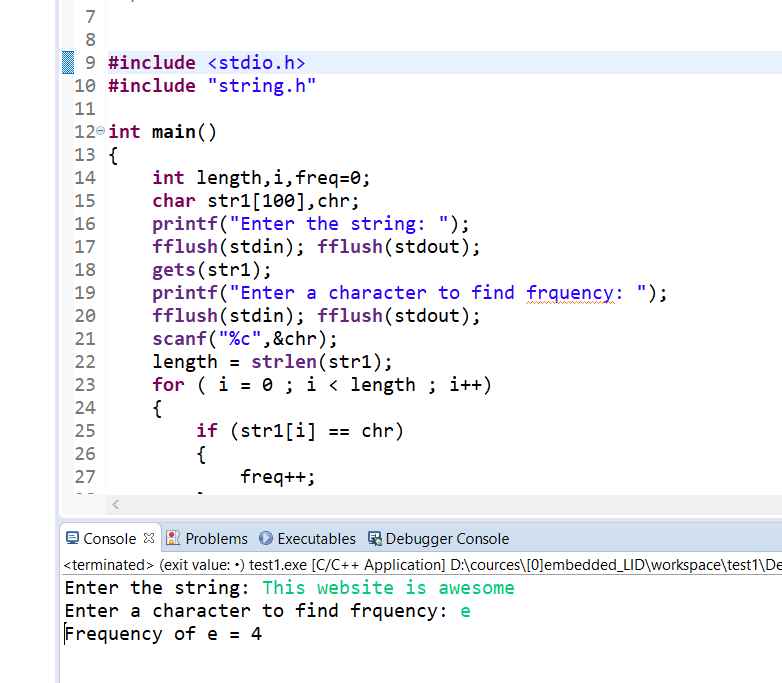 7
8
9 #include <stdio.h>
10 #include "string.h"
11
12 int main()
13 {
14 int length,i,freq=0;
15 char str1[100],chr;
16 printf("Enter the string: ");
17 fflush(stdin); fflush(stdout);
18 gets(str1);
19 printf("Enter a character to find frquency: ");
20 fflush(stdin); fflush(stdout);
21 scanf("%c",&chr);
22 length = strlen(str1);
23 for ( i = 0 ; i < length ; i++)
24 {
25 if (str1[i] == chr)
26 {
27 freq++;
Console Problems Executables Debugger Console
<terminated> (exit value: •) test1.exe [C/C++ Application] D:\cources\[0]embedded_LID\workspace\test1\De
Enter the string: This website is awesome
Enter a character to find frquency: e
Frequency of e = 4